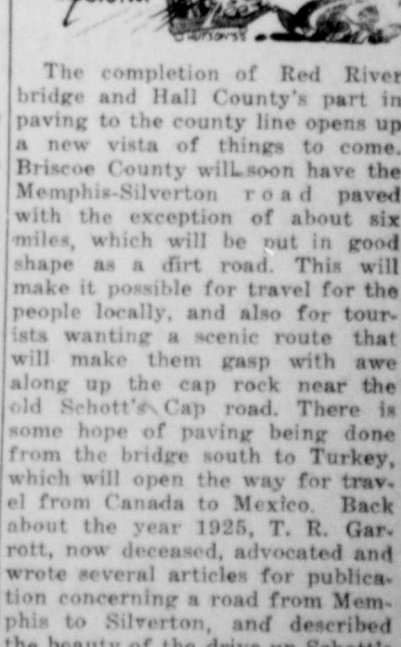 The completion of Red River
bridge and Hall County's part in
paving to the county line opens up
a new vista of things to come.
Briscoe County will soon have the
Memphis-Silverton road paved
with the exception of about six
miles, which will be put in good
shape as a dirt road. This will
make it possible for travel for the
people locally, and also for tour-
ists wanting a scenic route that
will make them gasp with awe
along up the cap rock near the
old Schott's Cap road. There is
some hope of paving being done
from the bridge south to Turkey,
which will open the way for trav-
el from Canada to Mexico. Back
about the year 1925, T. R. Gar-
rott, now deceased, advocated and
wrote several articles for publica-
tion concerning a road from Mem-
phis to Silverton, and described
the beauty of the drive up